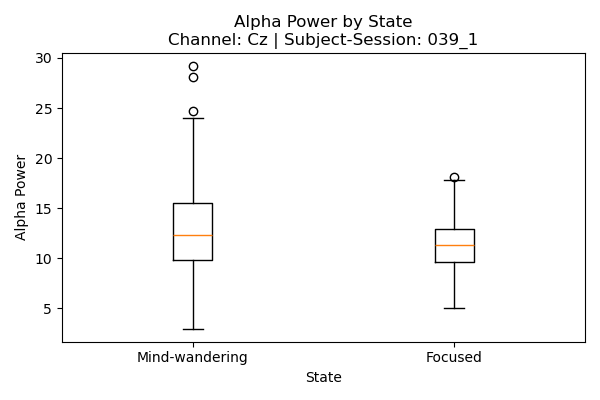 Alpha Power by State
Channel: Cz | Subject-Session: 039_1
30
25
20
15
10
5
Alpha Power
Mind-wandering
Focused
State